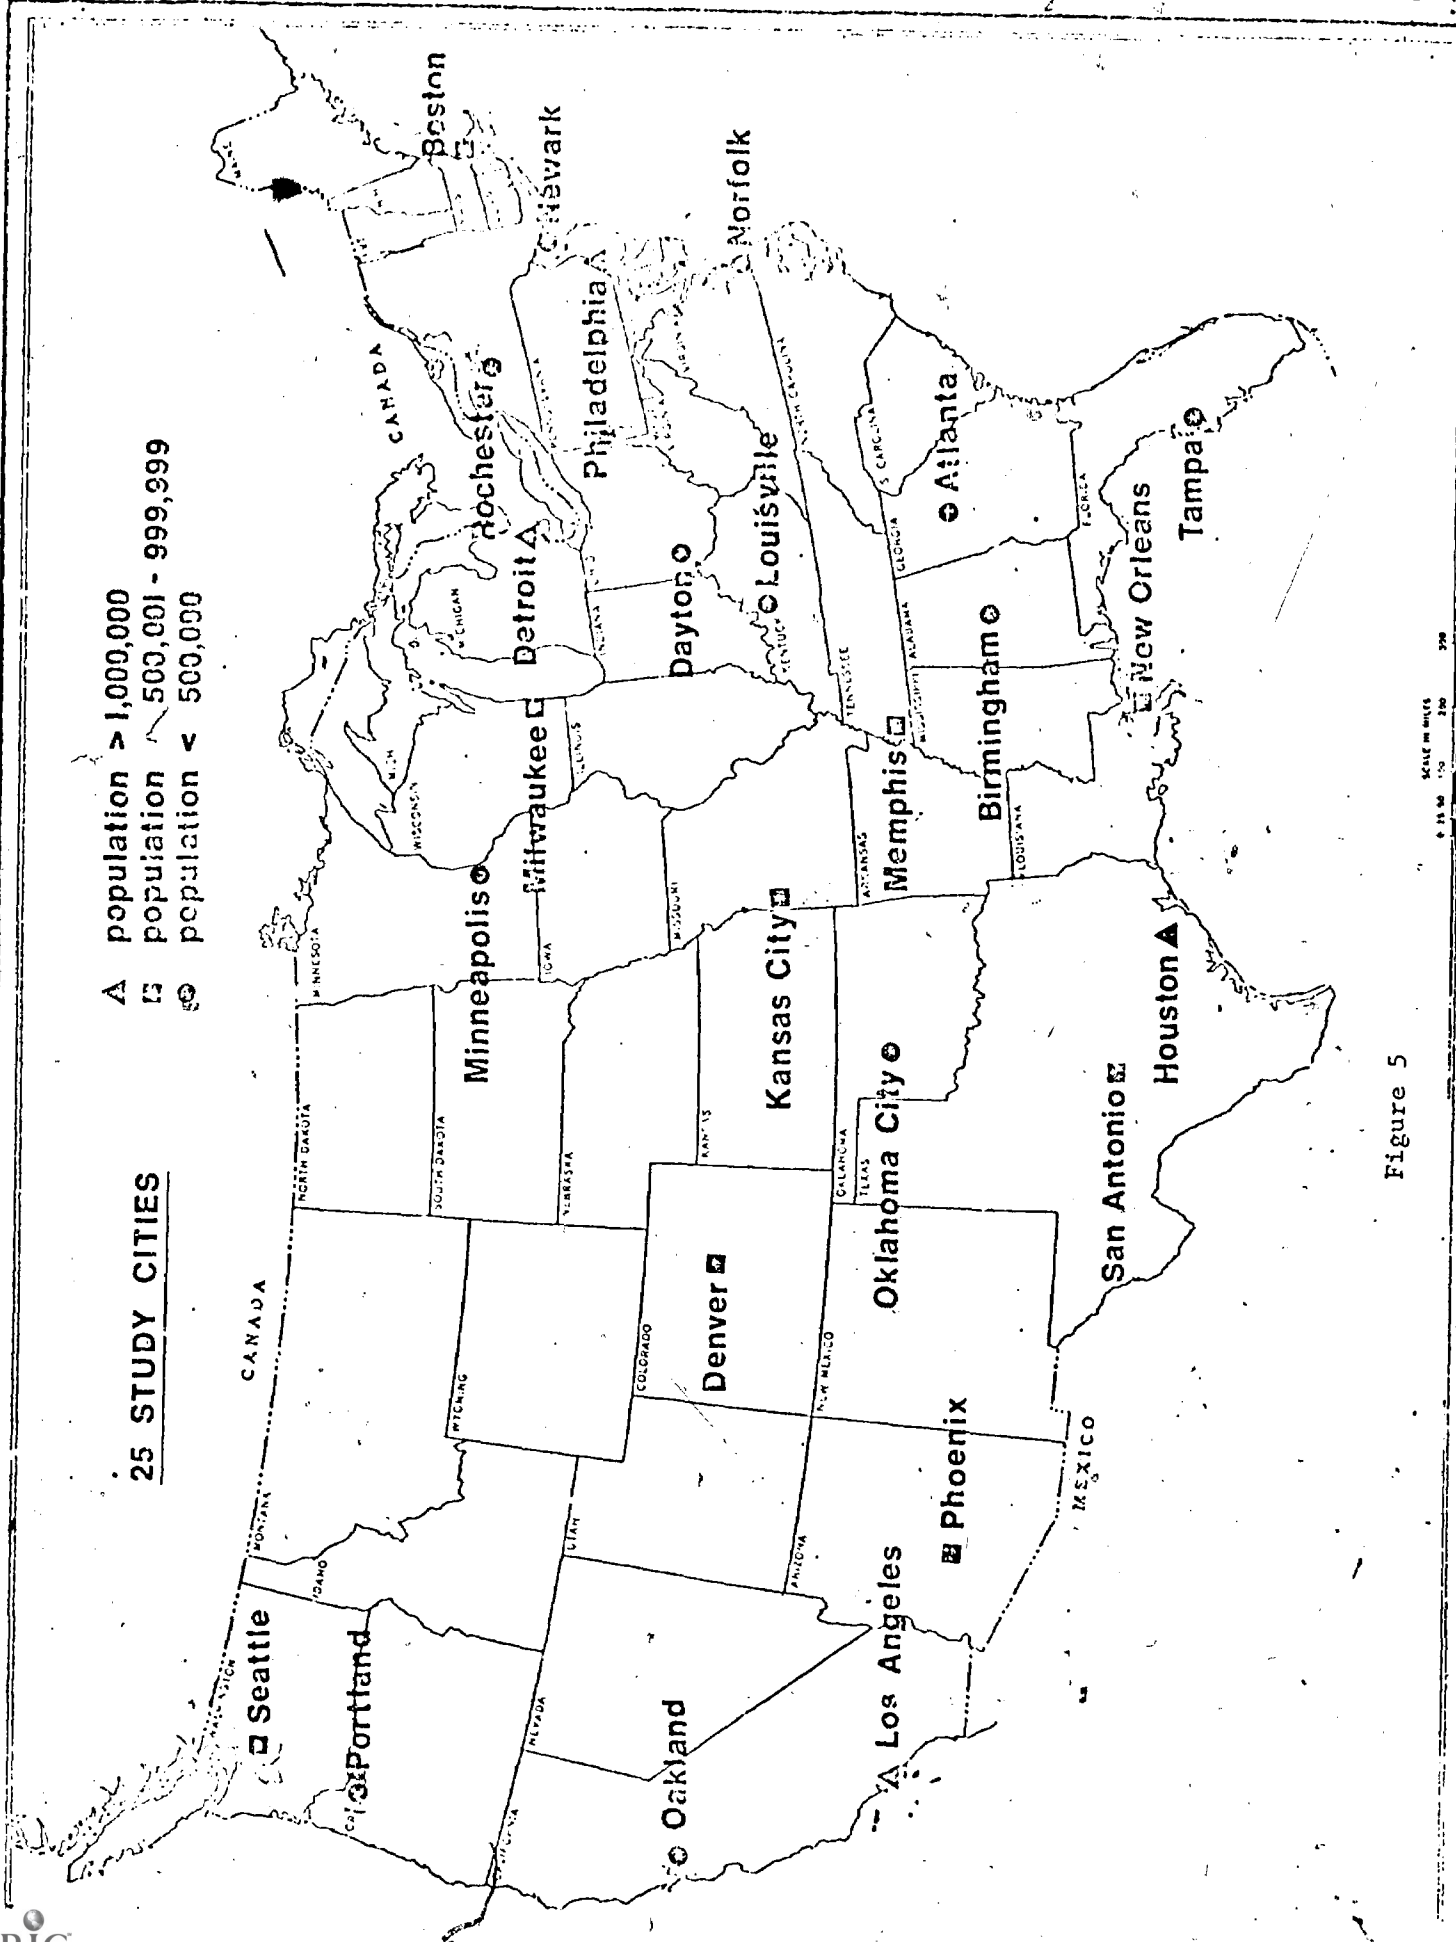 25 STUDY CITIES
population > 1,000,000
population 500,001 - 999,999
population < 500,000
CANADA
CANADA
MEXICO
Seattle
Portland
Oakland
Los Angeles
Phoenix
Denver
Oklahoma City
San Antonio
Houston
Kansas City
Minneapolis
Milwaukee
Memphis
Birmingham
New Orleans
Detroit
Dayton
Louisville
Atlanta
Tampa
Rochester
Philadelphia
Boston
Newark
Norfolk
MONTANA
IDAHO
NEVADA
UTAH
ARIZONA
WYOMING
COLORADO
NEW MEXICO
NORTH DAKOTA
SOUTH DAKOTA
NEBRASKA
KANSAS
OKLAHOMA
TEXAS
MINNESOTA
IOWA
MISSOURI
ARKANSAS
LOUISIANA
WISCONSIN
MICH
ILLINOIS
MICHIGAN
INDIANA
TENNESSEE
MISSISSIPPI
ALABAMA
GEORGIA
FLORIDA
S CAROLINA
NORTH CAROLINA
MAINE
SCALE IN MILES
Figure 5